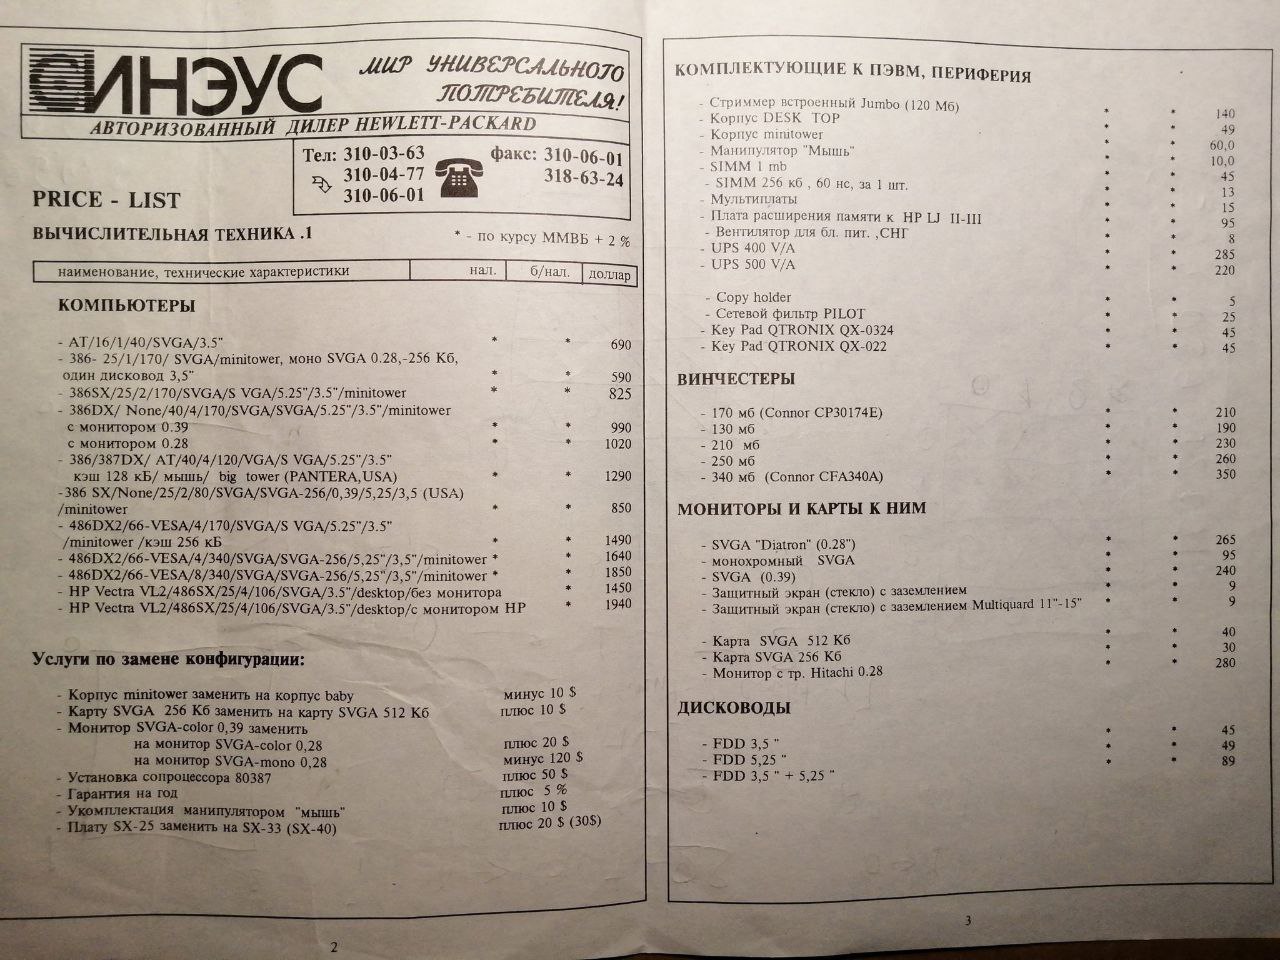 ИНЭУС
МИР УНИВЕРСАЛЬНОГО
ПОТРЕБИТЕЛЯ!
АВТОРИЗОВАННЫЙ ДИЛЕР HEWLETT-PACKARD
Тел: 310-03-63 факс: 310-06-01
310-04-77 318-63-24
310-06-01
PRICE - LIST
ВЫЧИСЛИТЕЛЬНАЯ ТЕХНИКА .1 * - по курсу ММВБ + 2 %
наименование, технические характеристики нал. б/нал. доллар
КОМПЬЮТЕРЫ
- AT/16/1/40/SVGA/3.5" * * 690
- 386- 25/1/170/ SVGA/minitower, моно SVGA 0.28,-256 Кб,
один дисковод 3,5" * * 590
- 386SX/25/2/170/SVGA/S VGA/5.25"/3.5"/minitower * * 825
- 386DX/ None/40/4/170/SVGA/SVGA/5.25"/3.5"/minitower
с монитором 0.39 * * 990
с монитором 0.28 * * 1020
- 386/387DX/ AT/40/4/120/VGA/S VGA/5.25"/3.5"
кэш 128 кБ/ мышь/ big tower (PANTERA,USA) * * 1290
-386 SX/None/25/2/80/SVGA/SVGA-256/0,39/5,25/3,5 (USA)
/minitower * * 850
- 486DX2/66-VESA/4/170/SVGA/S VGA/5.25"/3.5"
/minitower /кэш 256 кБ * * 1490
- 486DX2/66-VESA/4/340/SVGA/SVGA-256/5,25"/3,5"/minitower * * 1640
- 486DX2/66-VESA/8/340/SVGA/SVGA-256/5,25"/3,5"/minitower * * 1850
- HP Vectra VL2/486SX/25/4/106/SVGA/3.5"/desktop/без монитора * 1450
- HP Vectra VL2/486SX/25/4/106/SVGA/3.5"/desktop/с монитором HP * 1940
Услуги по замене конфигурации:
- Корпус minitower заменить на корпус baby минус 10 $
- Карту SVGA 256 Кб заменить на карту SVGA 512 Кб плюс 10 $
- Монитор SVGA-color 0,39 заменить
на монитор SVGA-color 0,28 плюс 20 $
на монитор SVGA-mono 0,28 минус 120 $
- Установка сопроцессора 80387 плюс 50 $
- Гарантия на год плюс 5 %
- Укомплектация манипулятором "мышь" плюс 10 $
- Плату SX-25 заменить на SX-33 (SX-40) плюс 20 $ (30$)
2
КОМПЛЕКТУЮЩИЕ К ПЭВМ, ПЕРИФЕРИЯ
- Стриммер встроенный Jumbo (120 Мб) * * 140
- Корпус DESK TOP * * 49
- Корпус minitower * * 60,0
- Манипулятор "Мышь" * * 10,0
- SIMM 1 mb * * 45
- SIMM 256 кб , 60 нс, за 1 шт. * * 13
- Мультиплаты * * 15
- Плата расширения памяти к HP LJ II-III * * 95
- Вентилятор для бл. пит. ,СНГ * * 8
- UPS 400 V/A * * 285
- UPS 500 V/A * * 220
- Copy holder * * 5
- Сетевой фильтр PILOT * * 25
- Key Pad QTRONIX QX-0324 * * 45
- Key Pad QTRONIX QX-022 * * 45
ВИНЧЕСТЕРЫ
- 170 мб (Connor CP30174E) * * 210
- 130 мб * * 190
- 210 мб * * 230
- 250 мб * * 260
- 340 мб (Connor CFA340A) * * 350
МОНИТОРЫ И КАРТЫ К НИМ
- SVGA "Diatron" (0.28") * * 265
- монохромный SVGA * * 95
- SVGA (0.39) * * 240
- Защитный экран (стекло) с заземлением * * 9
- Защитный экран (стекло) с заземлением Multiquard 11"-15" * * 9
- Карта SVGA 512 Кб * * 40
- Карта SVGA 256 Кб * * 30
- Монитор с тр. Hitachi 0.28 * * 280
ДИСКОВОДЫ
- FDD 3,5 " * * 45
- FDD 5,25 " * * 49
- FDD 3,5 " + 5,25 " * * 89
3